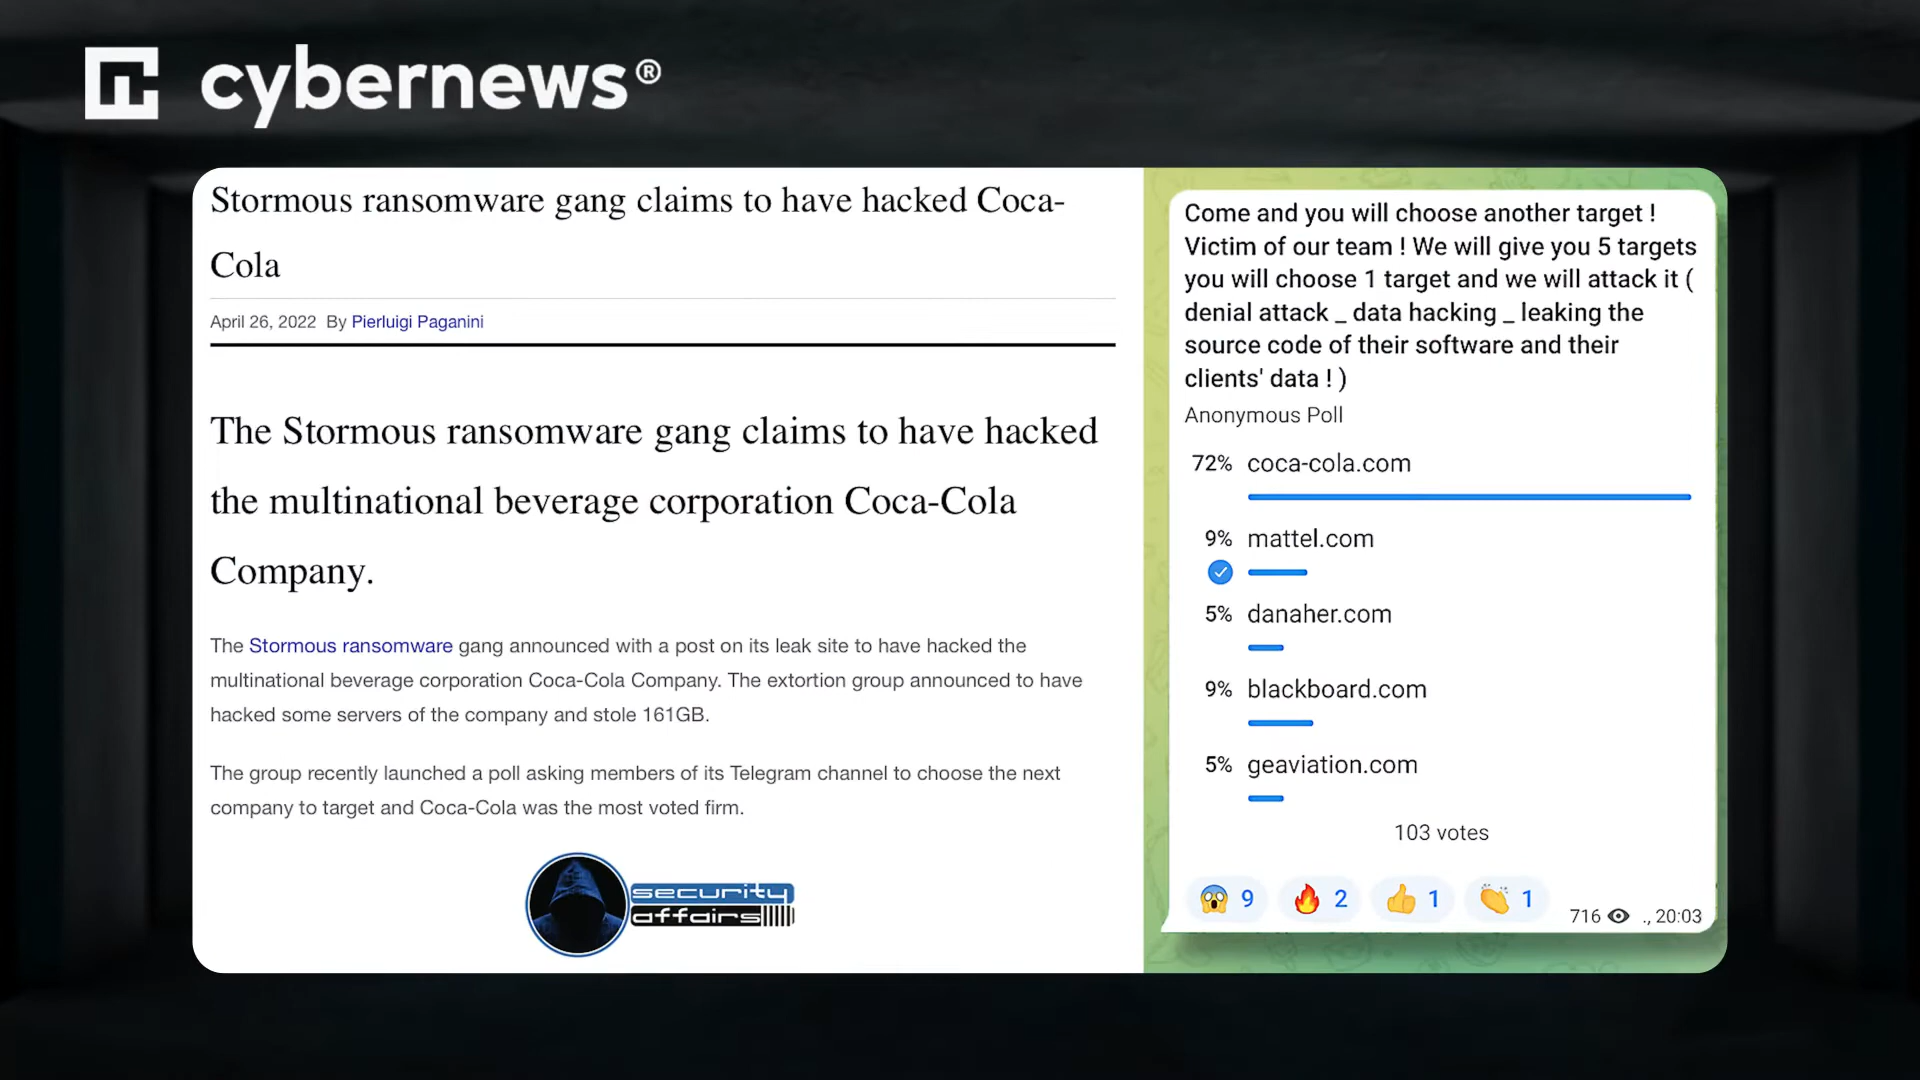 cybernews®
Stormous ransomware gang claims to have hacked Coca-
Cola
April 26, 2022 By Pierluigi Paganini
The Stormous ransomware gang claims to have hacked
the multinational beverage corporation Coca-Cola
Company.
The Stormous ransomware gang announced with a post on its leak site to have hacked the
multinational beverage corporation Coca-Cola Company. The extortion group announced to have
hacked some servers of the company and stole 161GB.
The group recently launched a poll asking members of its Telegram channel to choose the next
company to target and Coca-Cola was the most voted firm.
security
affairs
Come and you will choose another target !
Victim of our team ! We will give you 5 targets
you will choose 1 target and we will attack it (
denial attack _ data hacking _ leaking the
source code of their software and their
clients' data ! )
Anonymous Poll
72% coca-cola.com
9% mattel.com
5% danaher.com
9% blackboard.com
5% geaviation.com
103 votes
9 2 1 1
716 ., 20:03